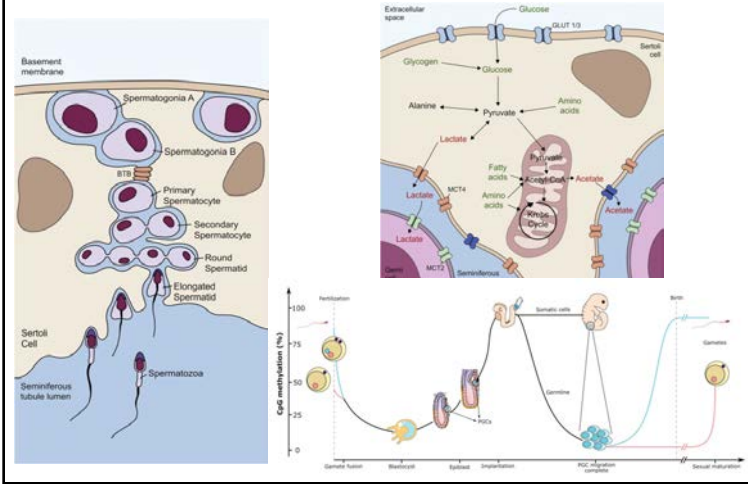 Basement
membrane
Spermatogonia A
Spermatogonia B
BTB
Primary
Spermatocyte
Secondary
Spermatocyte
Round
Spermatid
Elongated
Spermatid
Sertoli
Cell
Spermatozoa
Seminiferous
tubule lumen
Extracellular
space
Glucose
GLUT 1/3
Sertoli
cell
Glycogen
Glucose
Alanine
Pyruvate
Amino
acids
Lactate
Pyruvate
Fatty
acids
Acetyl CoA
Acetate
Lactate
MCT4
Amino
acids
Krebs
Cycle
Acetate
Lactate
MCT2
Germ
Seminiferous
Fertilization
Somatic cells
Birth
CpG methylation (%)
100
75
50
25
0
Gametes
Germline
PGCs
Gamete fusion
Blastocyst
Epiblast
Implantation
PGC migration
complete
Sexual maturation